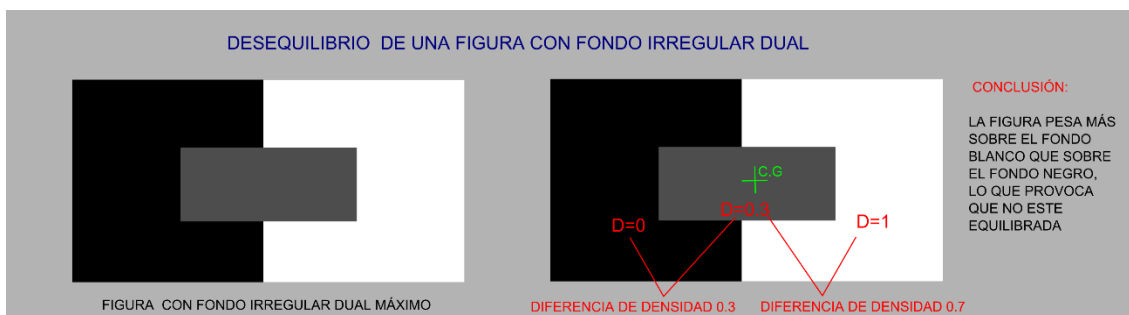 DESEQUILIBRIO DE UNA FIGURA CON FONDO IRREGULAR DUAL
FIGURA CON FONDO IRREGULAR DUAL MÁXIMO
C.G
D=0.3
D=0
D=1
DIFERENCIA DE DENSIDAD 0.3
DIFERENCIA DE DENSIDAD 0.7
CONCLUSIÓN:
LA FIGURA PESA MÁS
SOBRE EL FONDO
BLANCO QUE SOBRE
EL FONDO NEGRO,
LO QUE PROVOCA
QUE NO ESTE
EQUILIBRADA